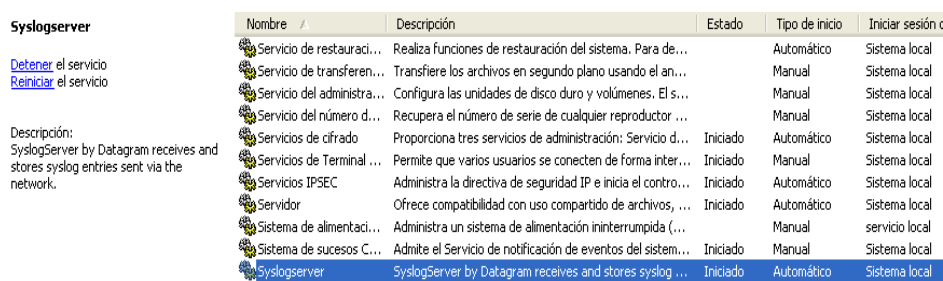 Syslogserver
Detener el servicio
Reiniciar el servicio
Descripción:
SyslogServer by Datagram receives and
stores syslog entries sent via the
network.
Nombre Descripción Estado Tipo de inicio Iniciar sesión
Servicio de restauraci... Realiza funciones de restauración del sistema. Para de... Automático Sistema local
Servicio de transferen... Transfiere los archivos en segundo plano usando el an... Manual Sistema local
Servicio del administra... Configura las unidades de disco duro y volúmenes. El s... Manual Sistema local
Servicio del número d... Recupera el número de serie de cualquier reproductor ... Manual Sistema local
Servicios de cifrado Proporciona tres servicios de administración: Servicio d... Iniciado Automático Sistema local
Servicios de Terminal ... Permite que varios usuarios se conecten de forma inter... Iniciado Manual Sistema local
Servicios IPSEC Administra la directiva de seguridad IP e inicia el contro... Iniciado Automático Sistema local
Servidor Ofrece compatibilidad con uso compartido de archivos, ... Iniciado Automático Sistema local
Sistema de alimentaci... Administra un sistema de alimentación ininterrumpida (... Manual servicio local
Sistema de sucesos C... Admite el Servicio de notificación de eventos del sistem... Iniciado Manual Sistema local
Syslogserver SyslogServer by Datagram receives and stores syslog ... Iniciado Automático Sistema local